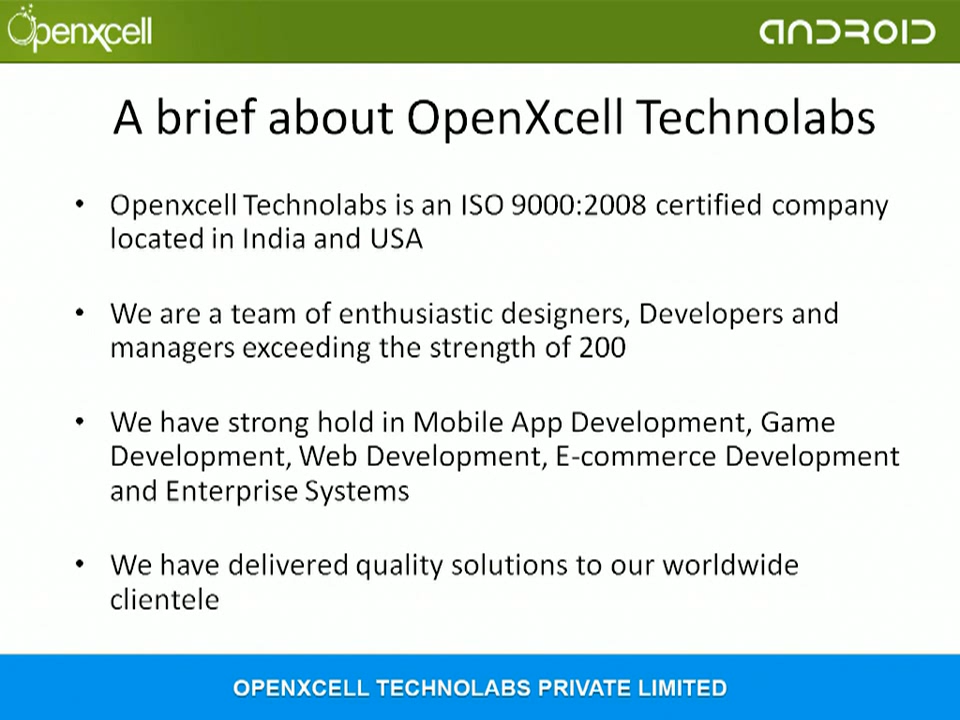 Openxcell
ANDROID
A brief about OpenXcell Technolabs
• Openxcell Technolabs is an ISO 9000:2008 certified company
located in India and USA
• We are a team of enthusiastic designers, Developers and
managers exceeding the strength of 200
• We have strong hold in Mobile App Development, Game
Development, Web Development, E-commerce Development
and Enterprise Systems
• We have delivered quality solutions to our worldwide
clientele
OPENXCELL TECHNOLABS PRIVATE LIMITED